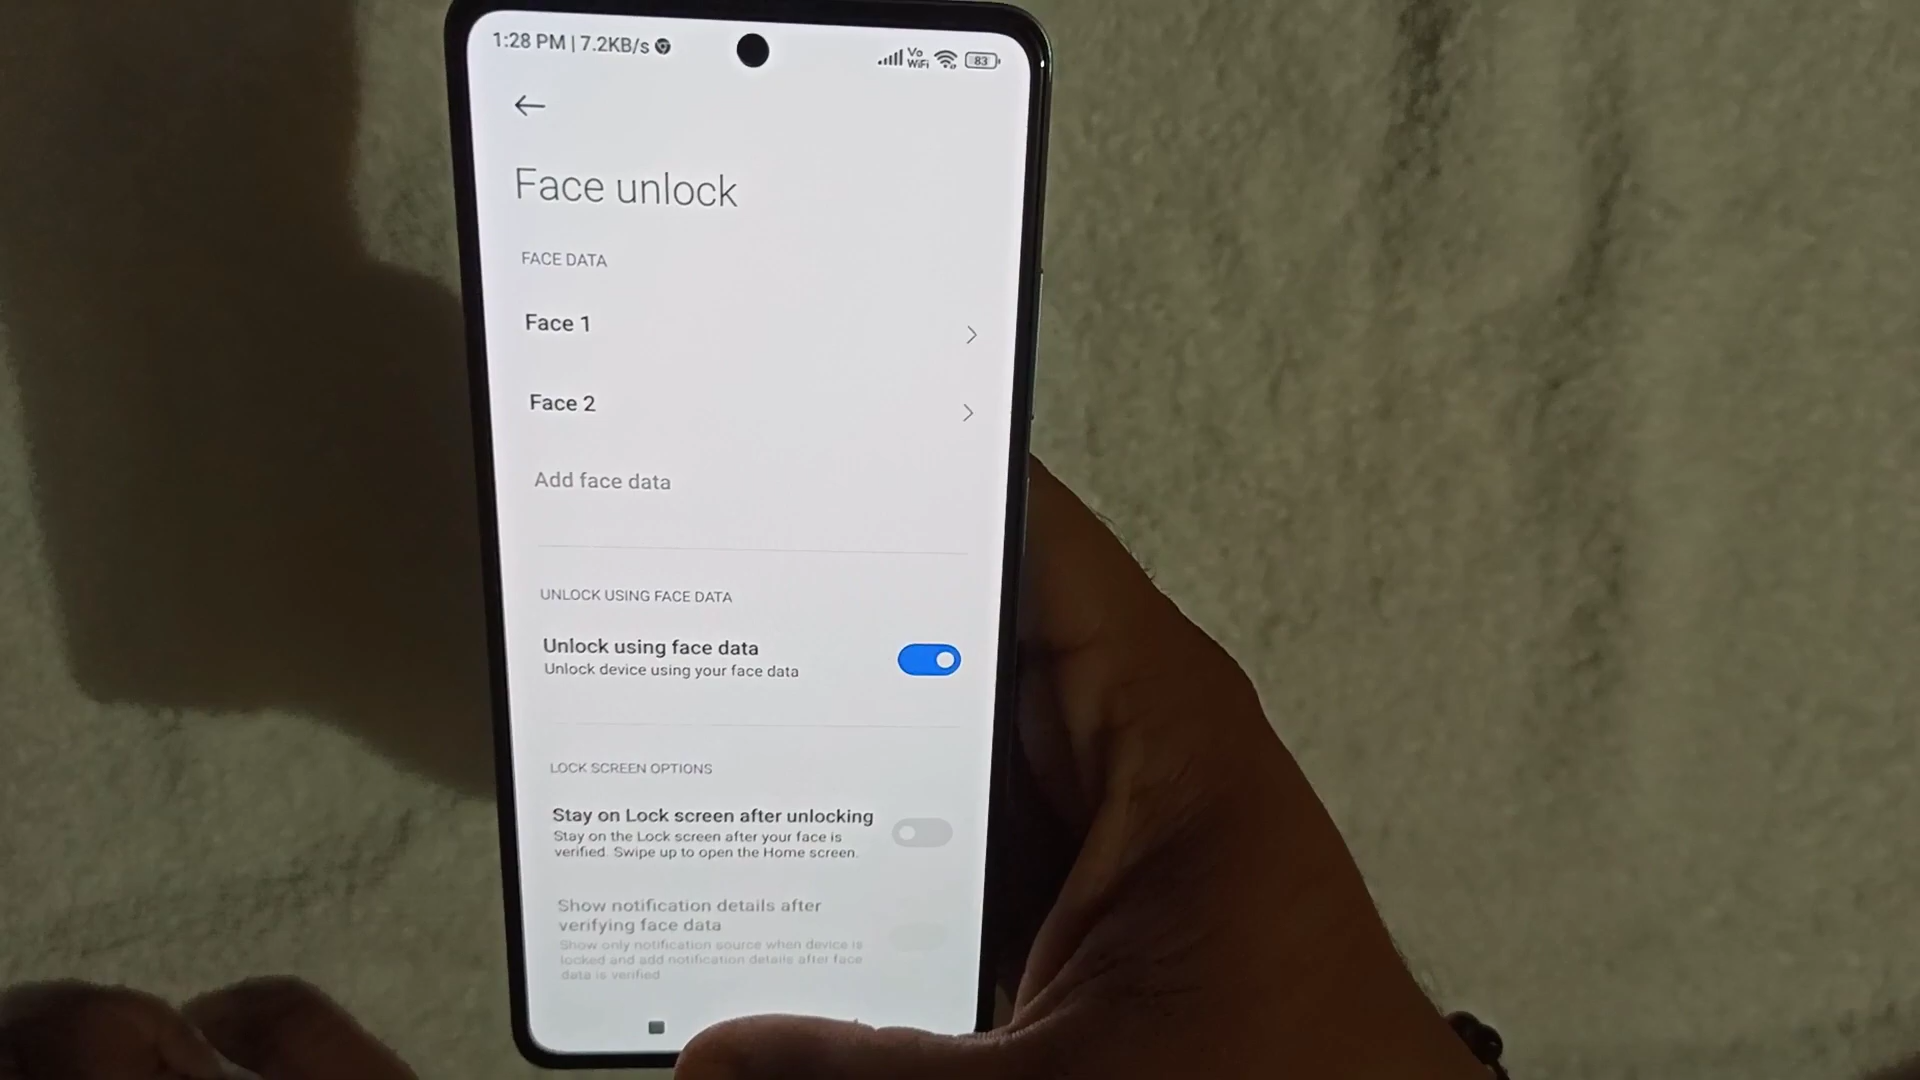 1:28 PM | 7.2KB/s
Vo
WiFi
83
Face unlock
FACE DATA
Face 1
Face 2
Add face data
UNLOCK USING FACE DATA
Unlock using face data
Unlock device using your face data
LOCK SCREEN OPTIONS
Stay on Lock screen after unlocking
Stay on the Lock screen after your face is
verified. Swipe up to open the Home screen.
Show notification details after
verifying face data
Show only notification source when device is
locked and add notification details after face
data is verified